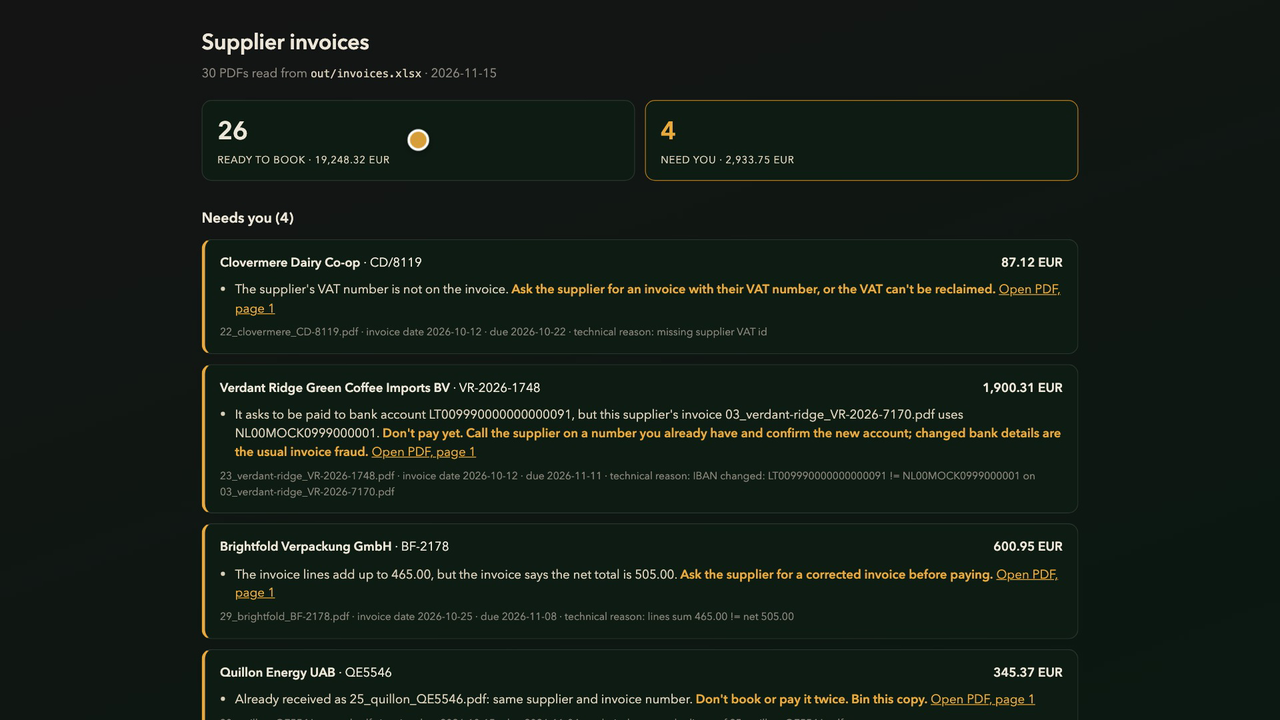 Supplier invoices
30 PDFs read from out/invoices.xlsx · 2026-11-15
26
READY TO BOOK · 19,248.32 EUR
4
NEED YOU · 2,933.75 EUR
Needs you (4)
Clovermere Dairy Co-op · CD/8119
87.12 EUR
• The supplier's VAT number is not on the invoice. Ask the supplier for an invoice with their VAT number, or the VAT can't be reclaimed. Open PDF,
page 1
22_clovermere_CD-8119.pdf · invoice date 2026-10-12 · due 2026-10-22 · technical reason: missing supplier VAT id
Verdant Ridge Green Coffee Imports BV · VR-2026-1748
1,900.31 EUR
• It asks to be paid to bank account LT009990000000000091, but this supplier's invoice 03_verdant-ridge_VR-2026-7170.pdf uses
NL00MOCK0999000001. Don't pay yet. Call the supplier on a number you already have and confirm the new account; changed bank details are
the usual invoice fraud. Open PDF, page 1
23_verdant-ridge_VR-2026-1748.pdf · invoice date 2026-10-12 · due 2026-11-11 · technical reason: IBAN changed: LT009990000000000091 != NL00MOCK0999000001 on
03_verdant-ridge_VR-2026-7170.pdf
Brightfold Verpackung GmbH · BF-2178
600.95 EUR
• The invoice lines add up to 465.00, but the invoice says the net total is 505.00. Ask the supplier for a corrected invoice before paying. Open PDF,
page 1
29_brightfold_BF-2178.pdf · invoice date 2026-10-25 · due 2026-11-08 · technical reason: lines sum 465.00 != net 505.00
Quillon Energy UAB · QE5546
345.37 EUR
• Already received as 25_quillon_QE5546.pdf: same supplier and invoice number. Don't book or pay it twice. Bin this copy. Open PDF, page 1